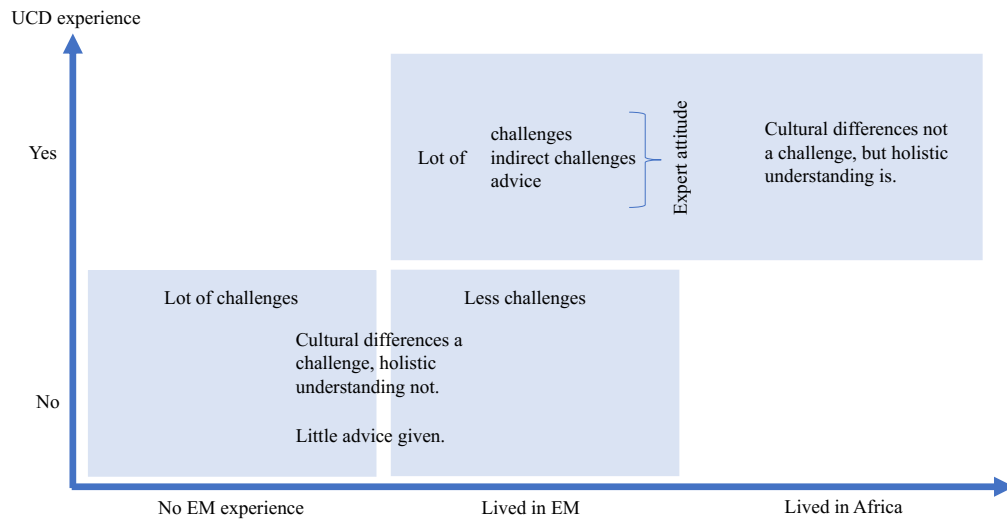 UCD experience
Yes
Lot of
challenges
indirect challenges
advice
Expert attitude
Cultural differences not
a challenge, but holistic
understanding is.
Lot of challenges
Less challenges
Cultural differences a
challenge, holistic
understanding not.
Little advice given.
No
No EM experience
Lived in EM
Lived in Africa